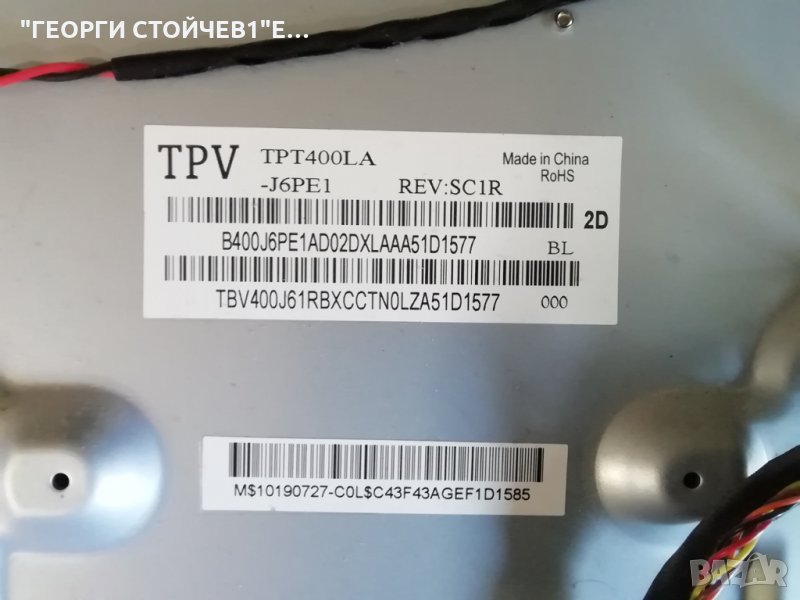 "ГЕОРГИ СТОЙЧЕВ1"Е...
TPV TPT400LA Made in China
RoHS
-J6PE1 REV:SC1R
2D
B400J6PE1AD02DXLAAA51D1577 BL
TBV400J61RBXCCTN0LZA51D1577 000
M$10190727-C0L$C43F43AGEF1D1585
BAZAR